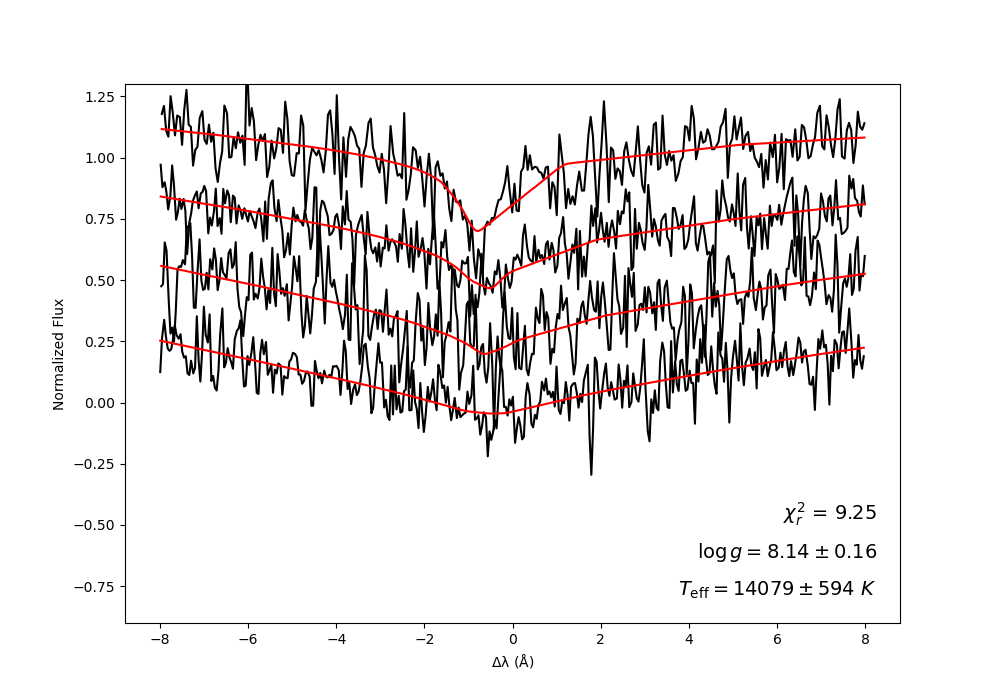 1.25
1.00
0.75
0.50
0.25
0.00
−0.25
−0.50
−0.75
Normalized Flux
χ²ᵣ = 9.25
log g = 8.14 ± 0.16
T_eff = 14079 ± 594 K
−8 −6 −4 −2 0 2 4 6 8
Δλ (Å)